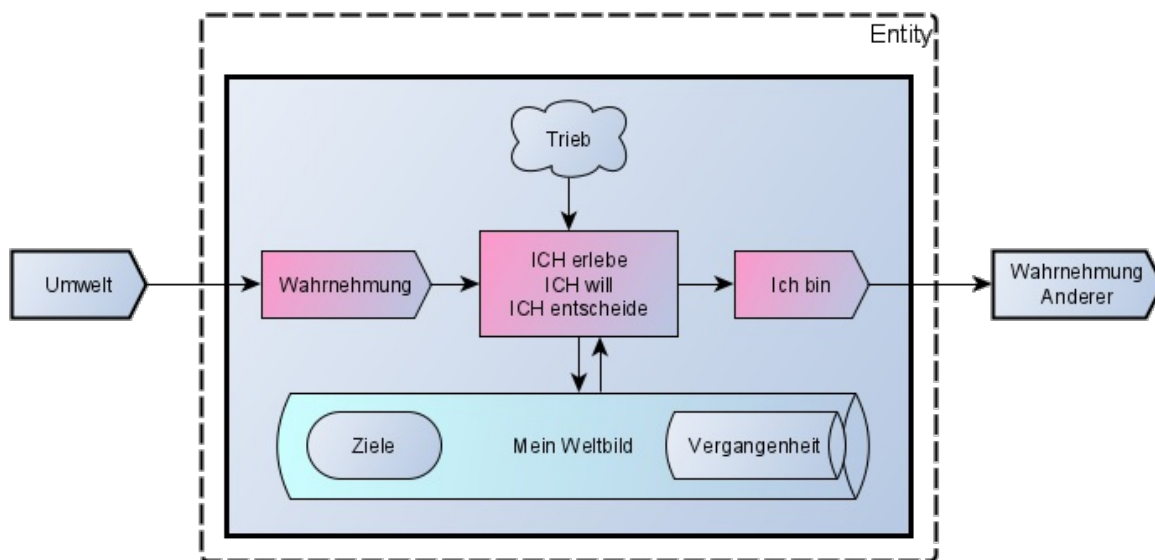 Entity
Trieb
Umwelt
Wahrnehmung
ICH erlebe
ICH will
ICH entscheide
Ich bin
Wahrnehmung
Anderer
Ziele
Mein Weltbild
Vergangenheit